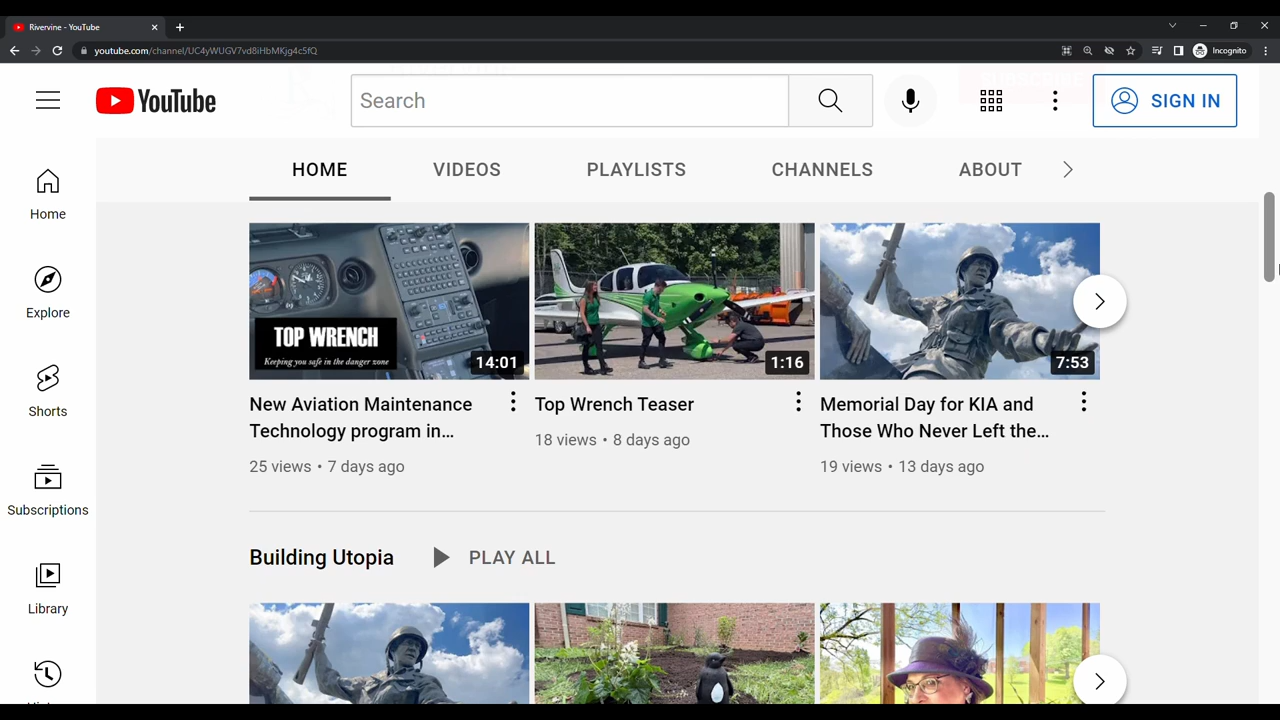 Rivervine - YouTube
youtube.com/channel/UC4yWUGV7vd8iHbMKjg4c5fQ
Incognito
YouTube
Search
SIGN IN
HOME
VIDEOS
PLAYLISTS
CHANNELS
ABOUT
Home
Explore
Shorts
Subscriptions
Library
TOP WRENCH
Keeping you safe in the danger zone
14:01
1:16
7:53
New Aviation Maintenance
Technology program in…
25 views • 7 days ago
Top Wrench Teaser
18 views • 8 days ago
Memorial Day for KIA and
Those Who Never Left the…
19 views • 13 days ago
Building Utopia
PLAY ALL